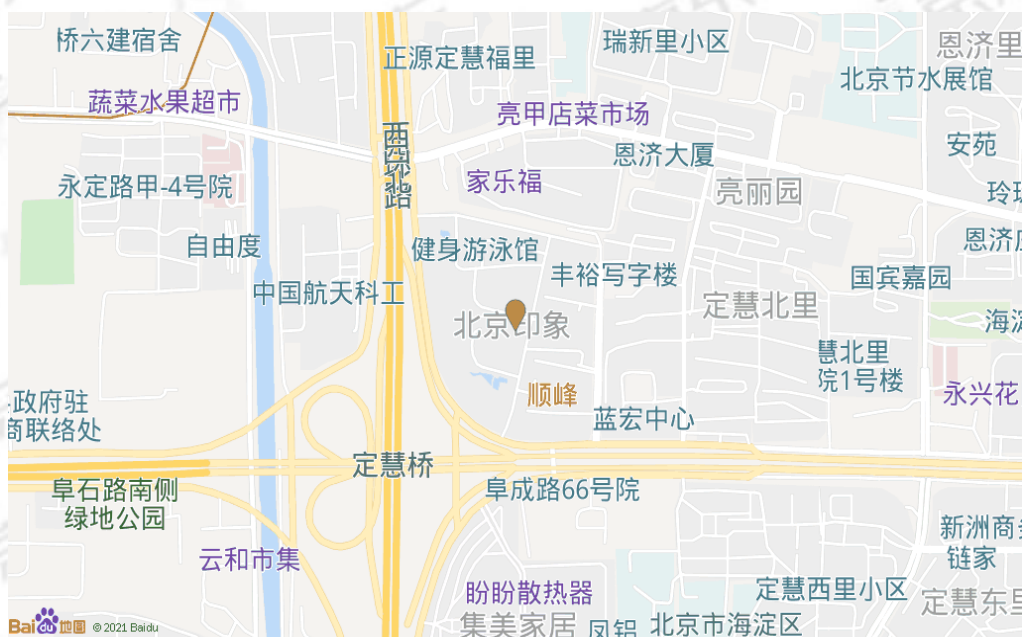 桥六建宿舍
正源定慧福里
瑞新里小区
恩济里
北京节水展馆
蔬菜水果超市
亮甲店菜市场
西四环北路
恩济大厦
安苑
永定路甲-4号院
家乐福
亮丽园
自由度
健身游泳馆
恩济
中国航天科工
丰裕写字楼
国宾嘉园
定慧北里
北京印象
海淀
慧北里
院1号楼
顺峰
永兴花
政府驻
商联络处
蓝宏中心
定慧桥
阜石路南侧
绿地公园
阜成路66号院
新洲商
链家
云和市集
盼盼散热器
定慧西里小区
定慧东里
集美家居
凤铝
北京市海淀区
Bai du 地图 © 2021 Baidu